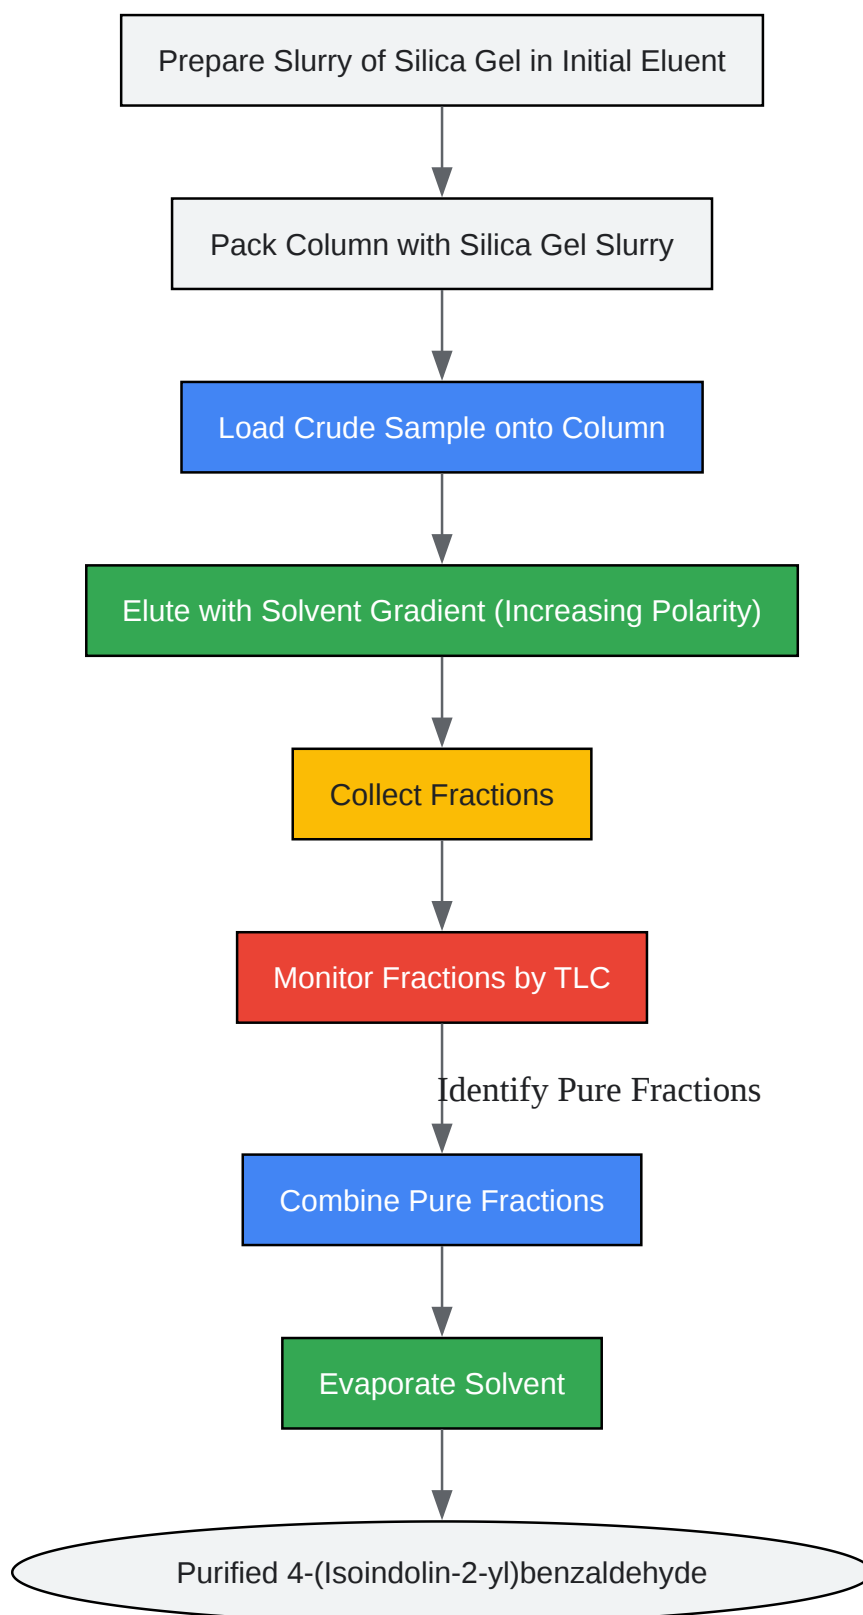 Prepare Slurry of Silica Gel in Initial Eluent
Pack Column with Silica Gel Slurry
Load Crude Sample onto Column
Elute with Solvent Gradient (Increasing Polarity)
Collect Fractions
Monitor Fractions by TLC
Identify Pure Fractions
Combine Pure Fractions
Evaporate Solvent
Purified 4-(Isoindolin-2-yl)benzaldehyde